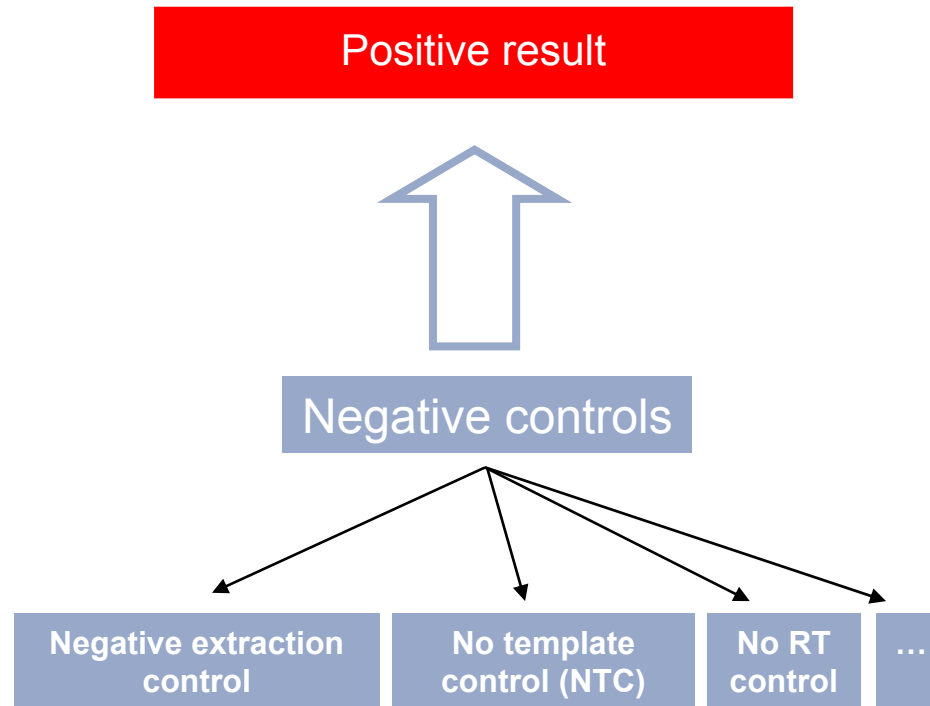 Positive result
Negative controls
Negative extraction
control
No template
control (NTC)
No RT
control
…